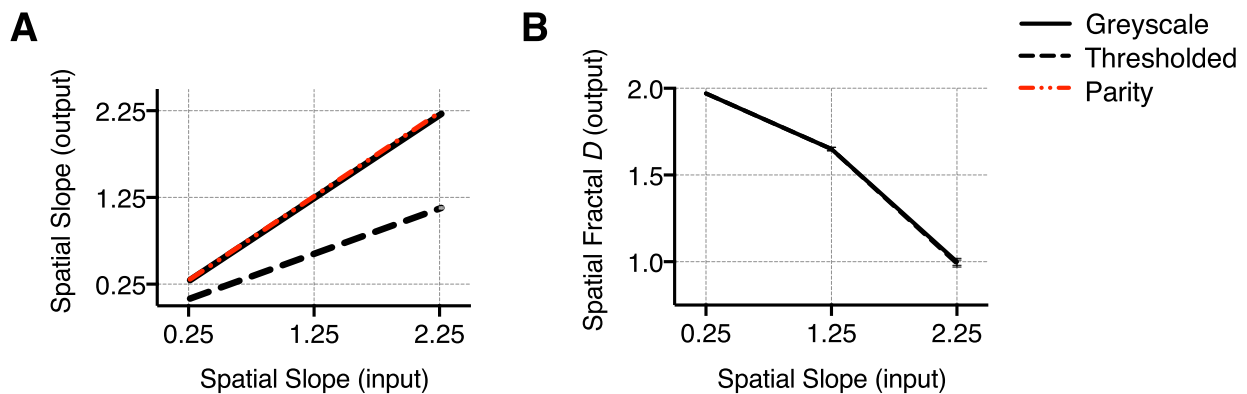 A
Spatial Slope (output)
2.25
1.25
0.25
0.25 1.25 2.25
Spatial Slope (input)
B
Spatial Fractal D (output)
2.0
1.5
1.0
0.25 1.25 2.25
Spatial Slope (input)
Greyscale
Thresholded
Parity